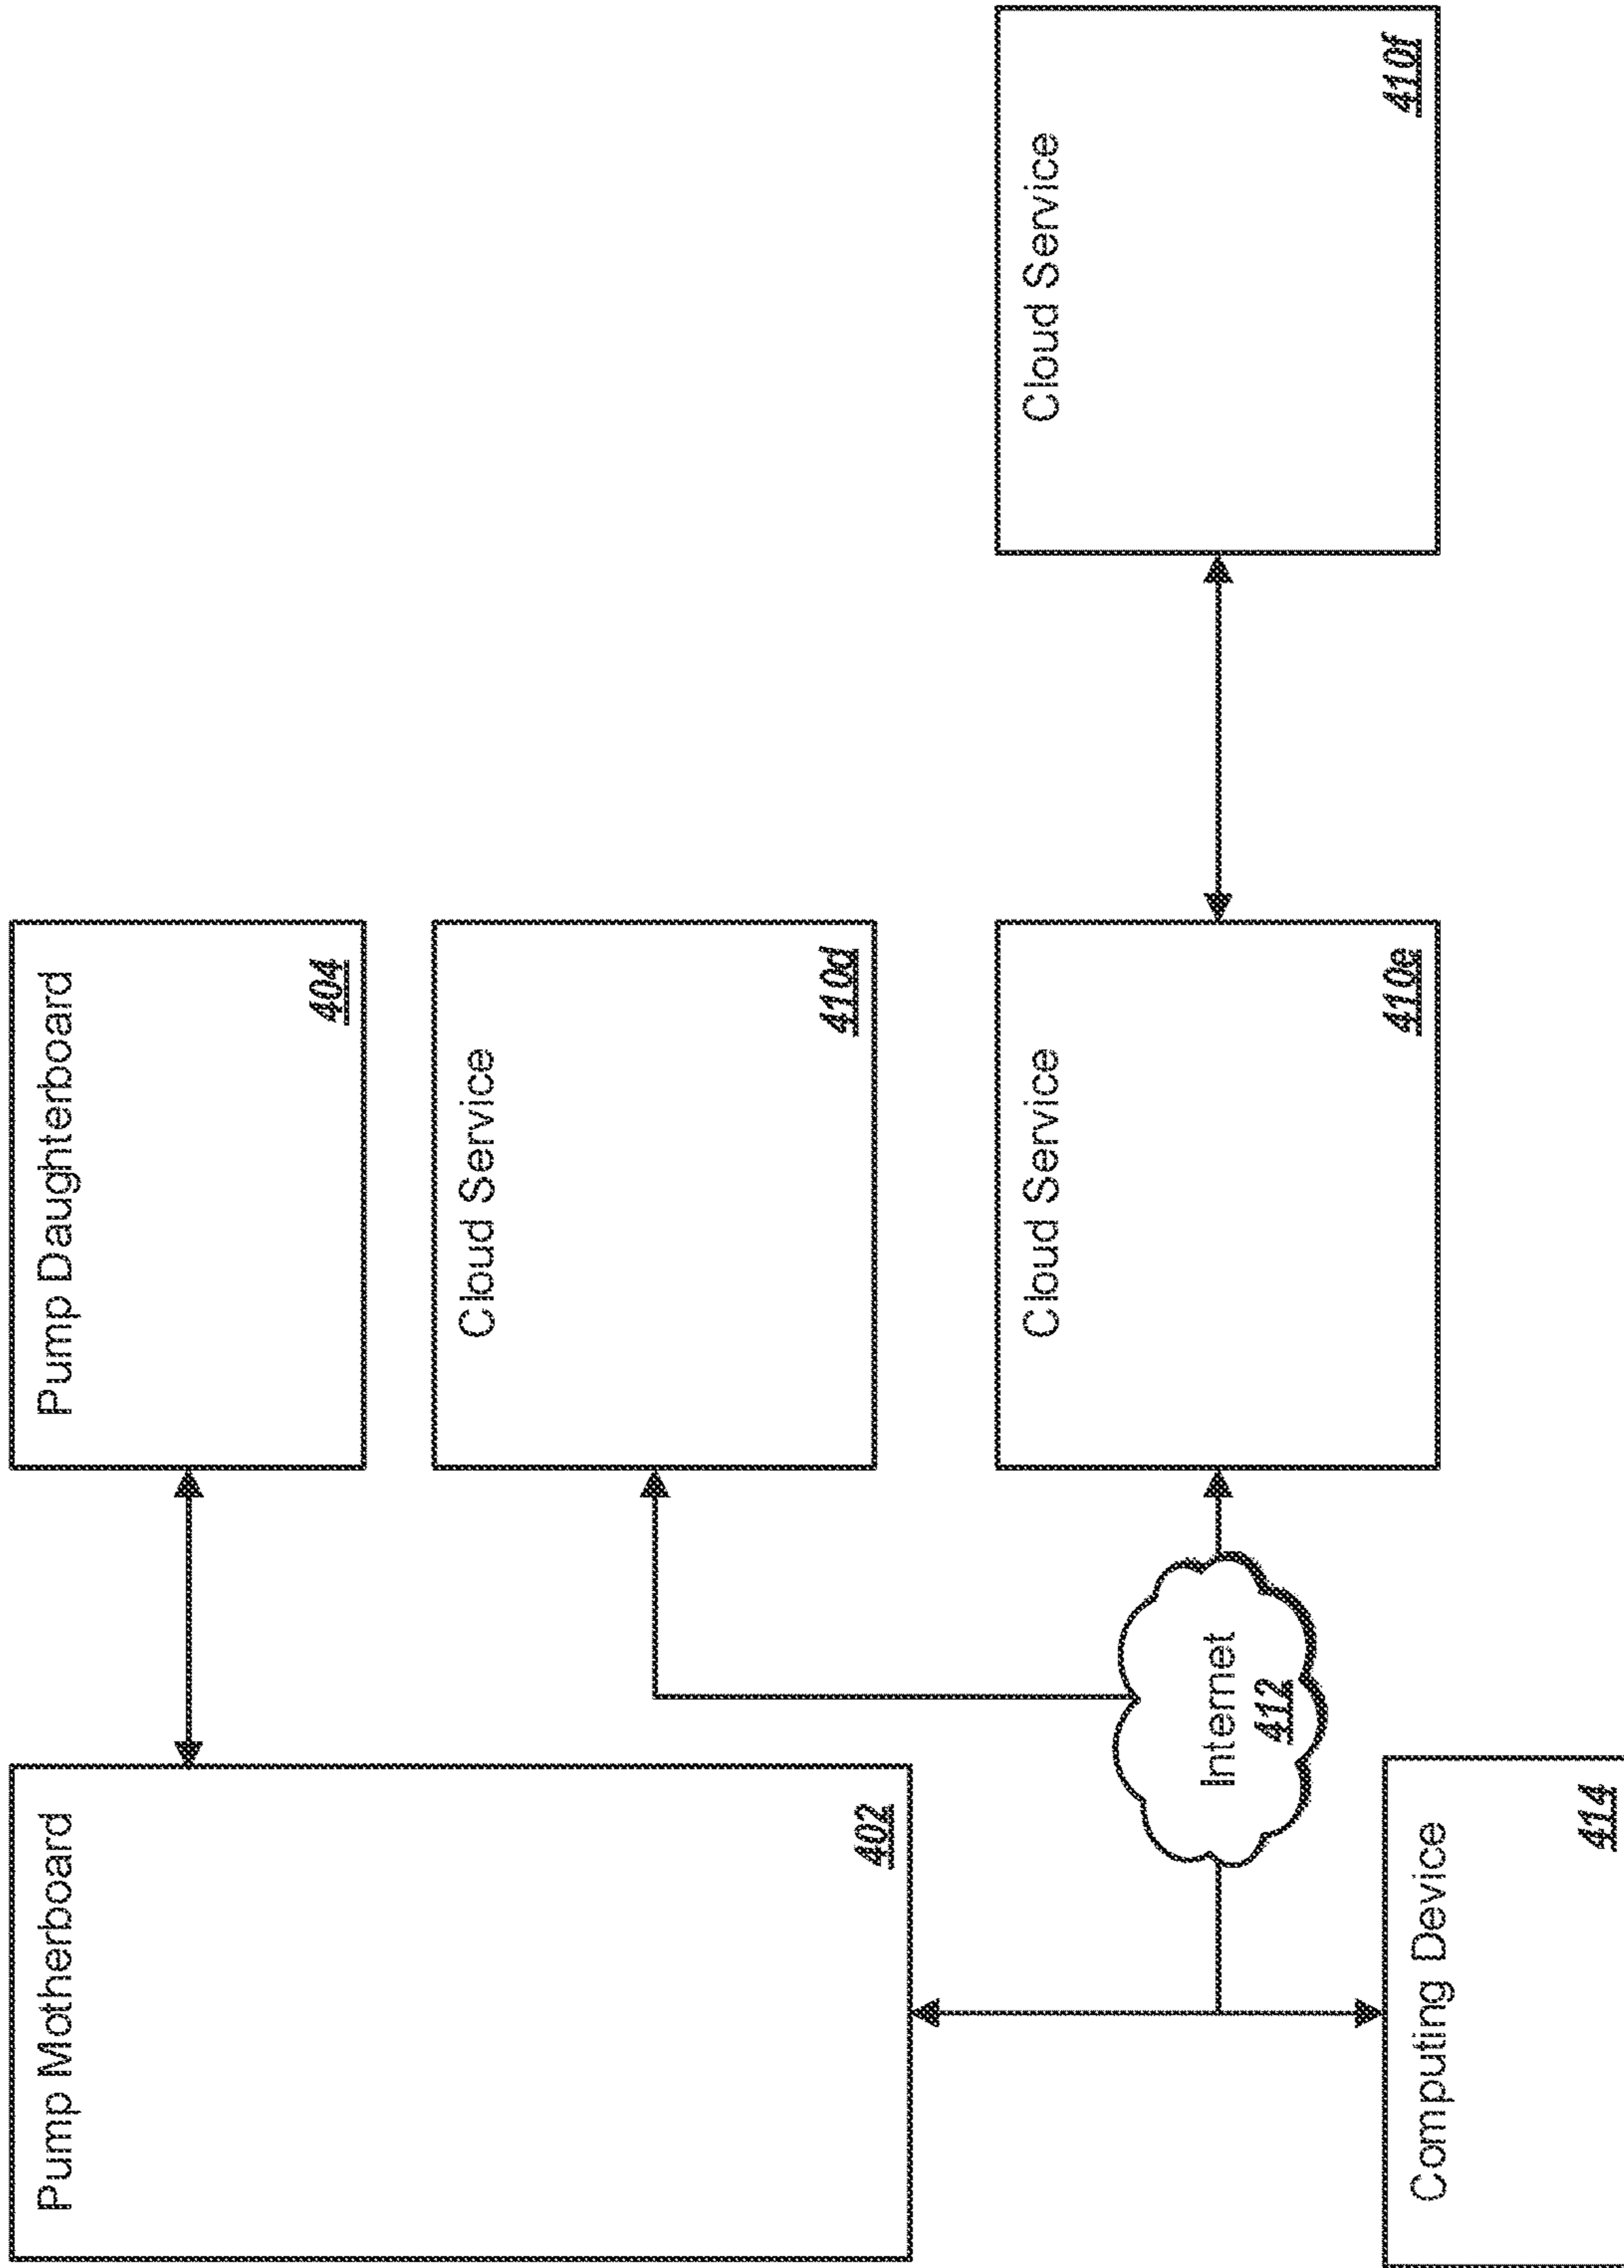 Pump Motherboard
402
Pump Daughterboard
404
Cloud Service
410d
Internet
412
Cloud Service
410e
Cloud Service
410f
Computing Device
414